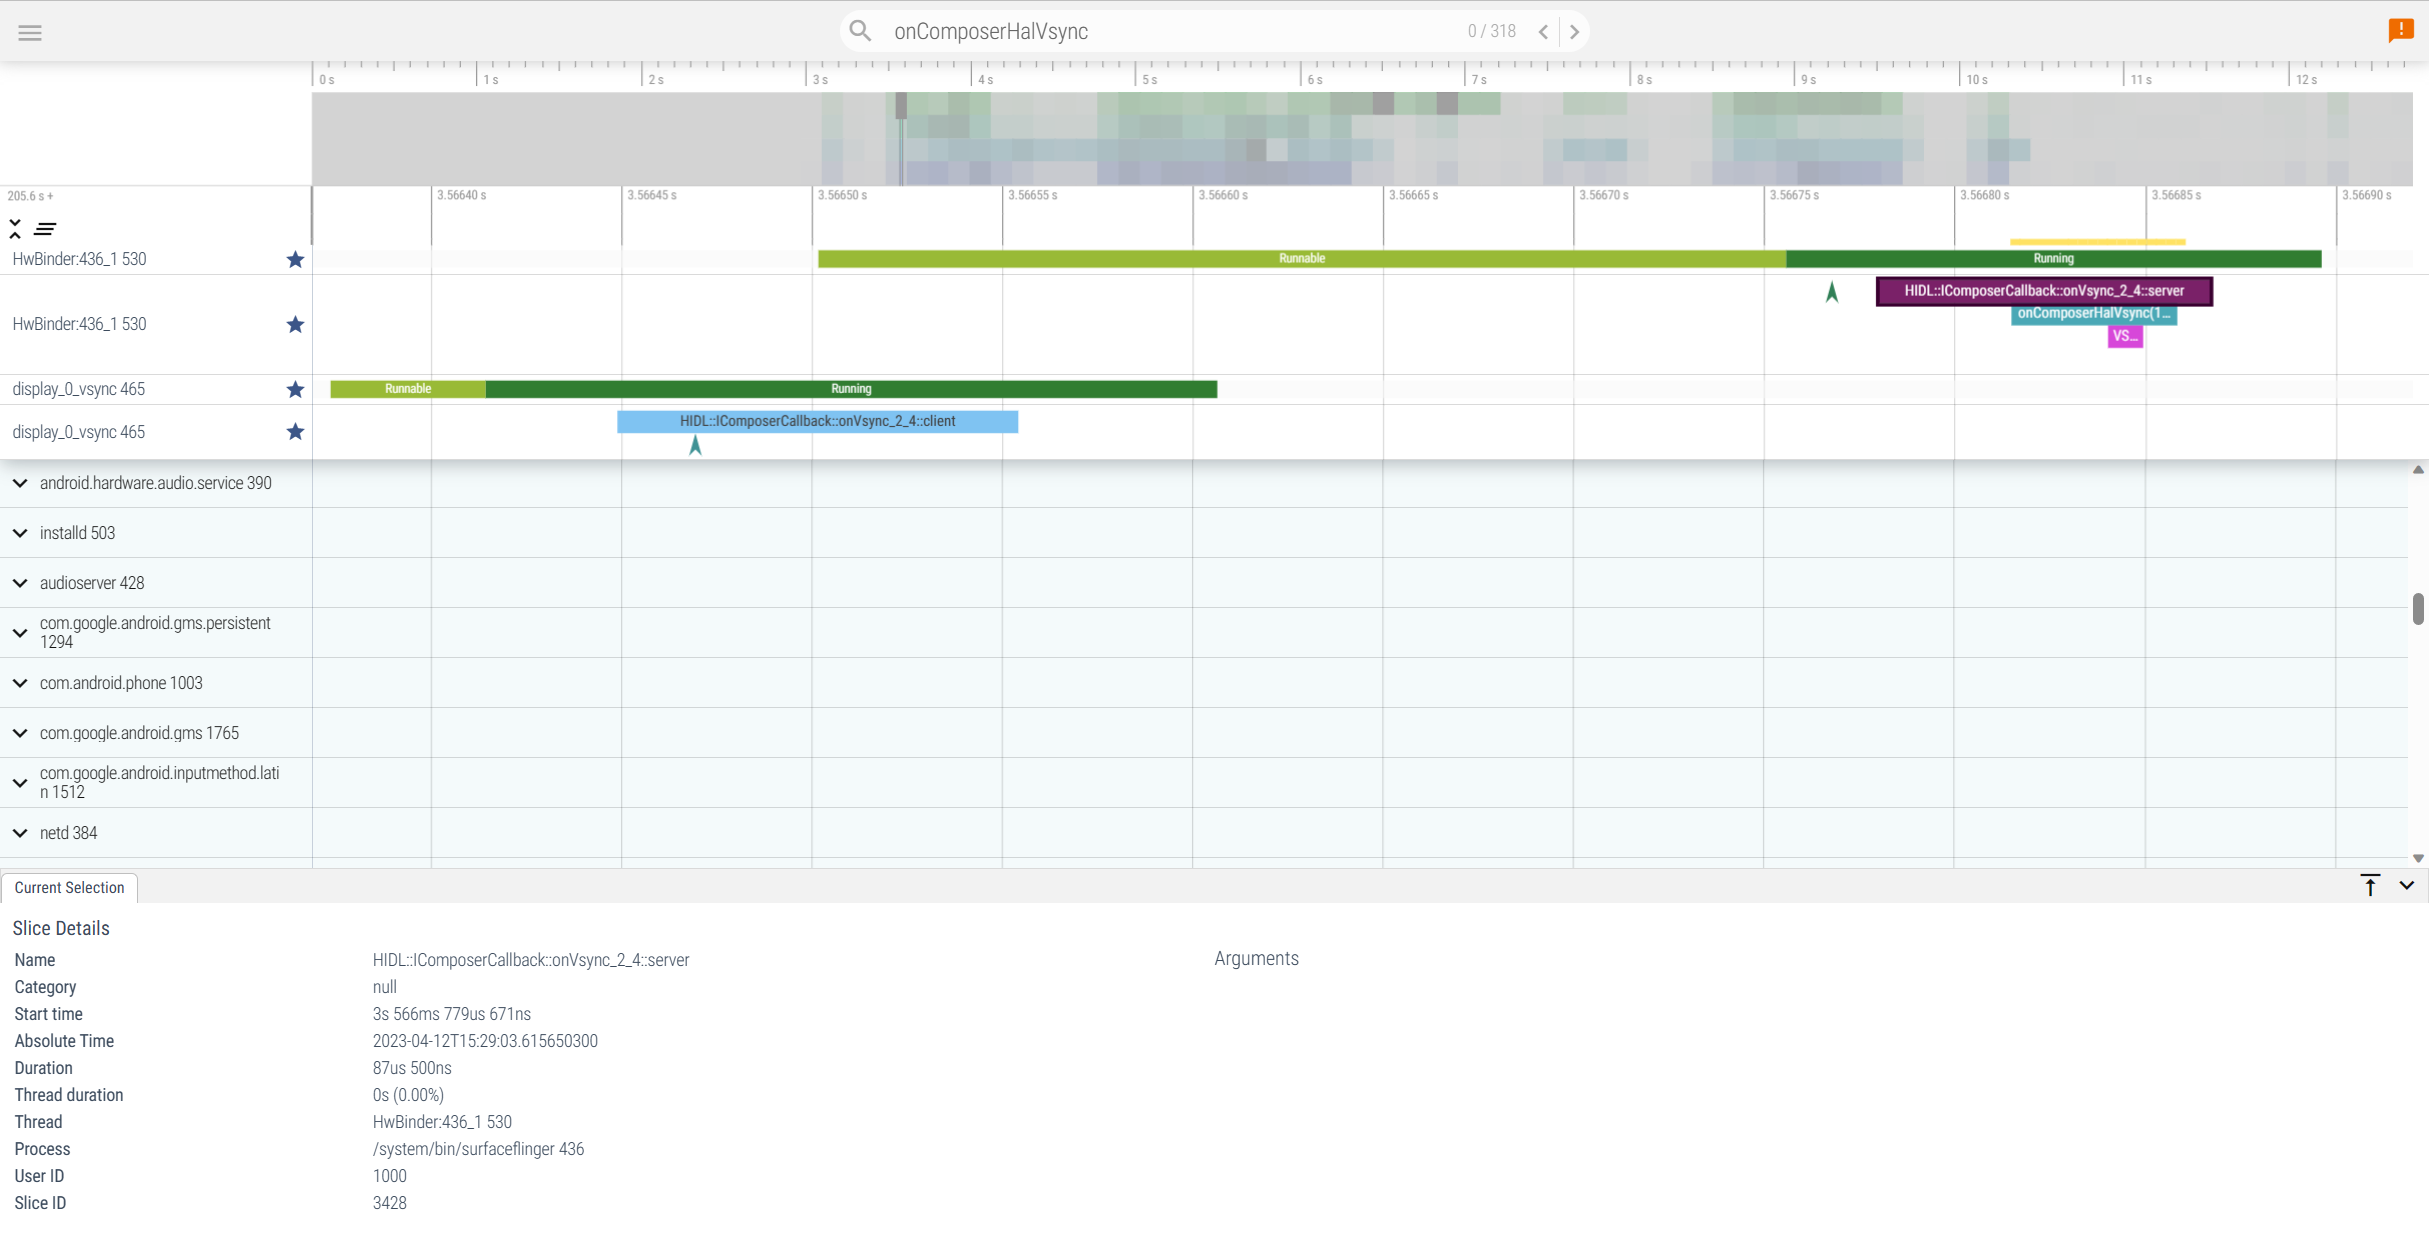 onComposerHalVsync 0 / 318
0 s 1 s 2 s 3 s 4 s 5 s 6 s 7 s 8 s 9 s 10 s 11 s 12 s
205.6 s + 3.56640 s 3.56645 s 3.56650 s 3.56655 s 3.56660 s 3.56665 s 3.56670 s 3.56675 s 3.56680 s 3.56685 s 3.56690 s
HwBinder:436_1 530 Runnable Running
HIDL::IComposerCallback::onVsync_2_4::server
onComposerHalVsync(1...
HwBinder:436_1 530
VS...
display_0_vsync 465 Runnable Running
HIDL::IComposerCallback::onVsync_2_4::client
display_0_vsync 465
android.hardware.audio.service 390
installd 503
audioserver 428
com.google.android.gms.persistent
1294
com.android.phone 1003
com.google.android.gms 1765
com.google.android.inputmethod.lati
n 1512
netd 384
Current Selection
Slice Details
Name HIDL::IComposerCallback::onVsync_2_4::server Arguments
Category null
Start time 3s 566ms 779us 671ns
Absolute Time 2023-04-12T15:29:03.615650300
Duration 87us 500ns
Thread duration 0s (0.00%)
Thread HwBinder:436_1 530
Process /system/bin/surfaceflinger 436
User ID 1000
Slice ID 3428